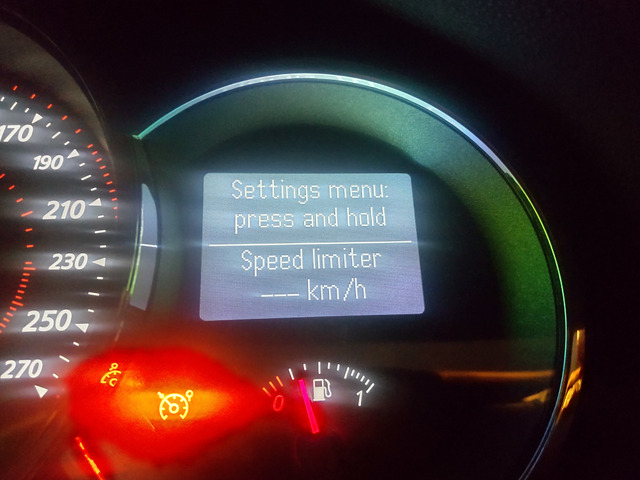 170
190
210
230
250
270
Settings menu:
press and hold
Speed limiter
--- km/h
0
1